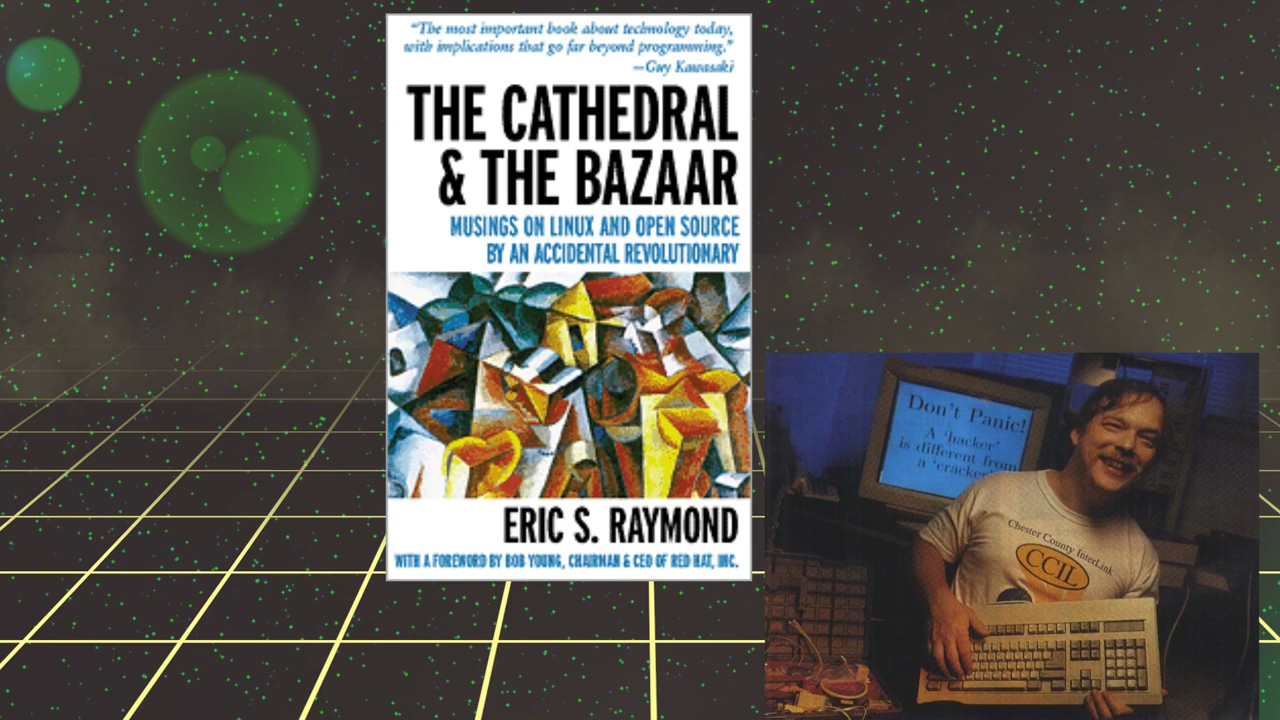 “The most important book about technology today,
with implications that go far beyond programming.”
—Guy Kawasaki
THE CATHEDRAL
& THE BAZAAR
MUSINGS ON LINUX AND OPEN SOURCE
BY AN ACCIDENTAL REVOLUTIONARY
ERIC S. RAYMOND
WITH A FOREWORD BY BOB YOUNG, CHAIRMAN & CEO OF RED HAT, INC.
Don't Panic!
A 'hacker'
is different from
a 'cracker'
Chester County InterLink
CCIL